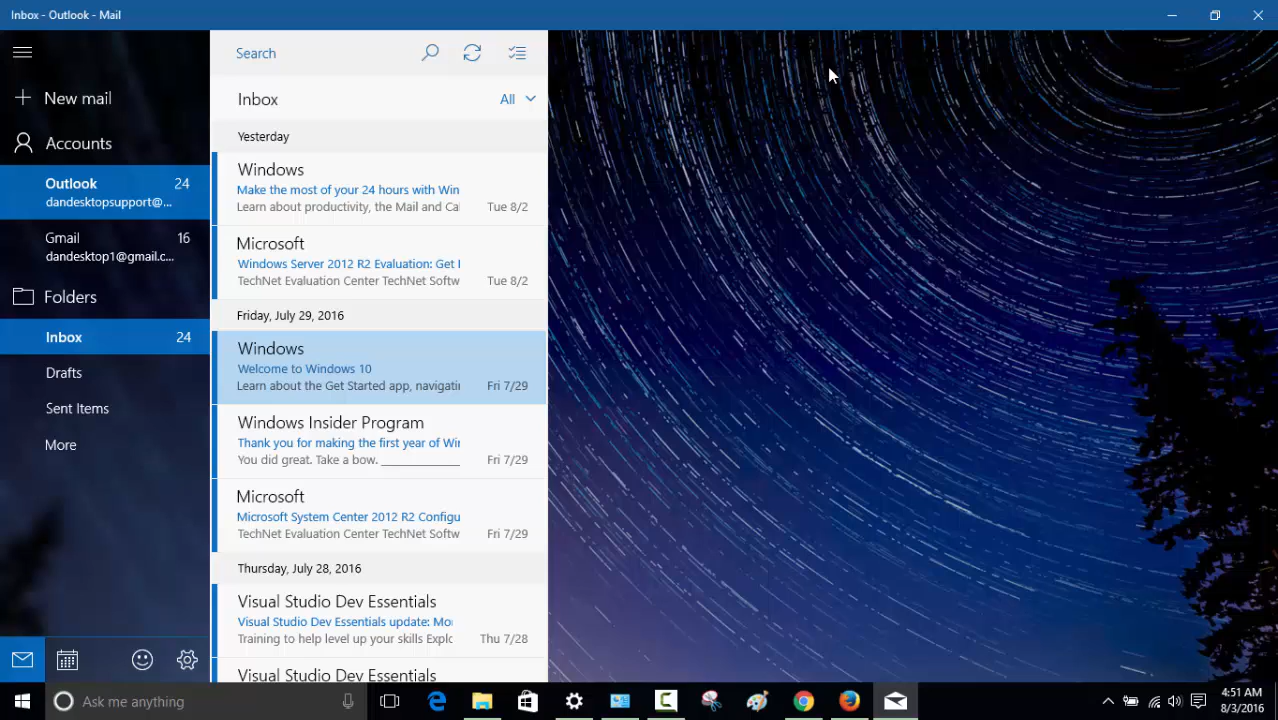 Inbox - Outlook - Mail
Search
New mail
Accounts
Outlook 24
dandesktopsupport@...
Gmail 16
dandesktop1@gmail.c...
Folders
Inbox 24
Drafts
Sent Items
More
Inbox All
Yesterday
Windows
Make the most of your 24 hours with Win
Learn about productivity, the Mail and Cal Tue 8/2
Microsoft
Windows Server 2012 R2 Evaluation: Get I
TechNet Evaluation Center TechNet Softw Tue 8/2
Friday, July 29, 2016
Windows
Welcome to Windows 10
Learn about the Get Started app, navigatin Fri 7/29
Windows Insider Program
Thank you for making the first year of Win
You did great. Take a bow. ____________ Fri 7/29
Microsoft
Microsoft System Center 2012 R2 Configu
TechNet Evaluation Center TechNet Softw Fri 7/29
Thursday, July 28, 2016
Visual Studio Dev Essentials
Visual Studio Dev Essentials update: Mo
Training to help level up your skills Explo Thu 7/28
Visual Studio Dev Essentials
Ask me anything
4:51 AM
8/3/2016